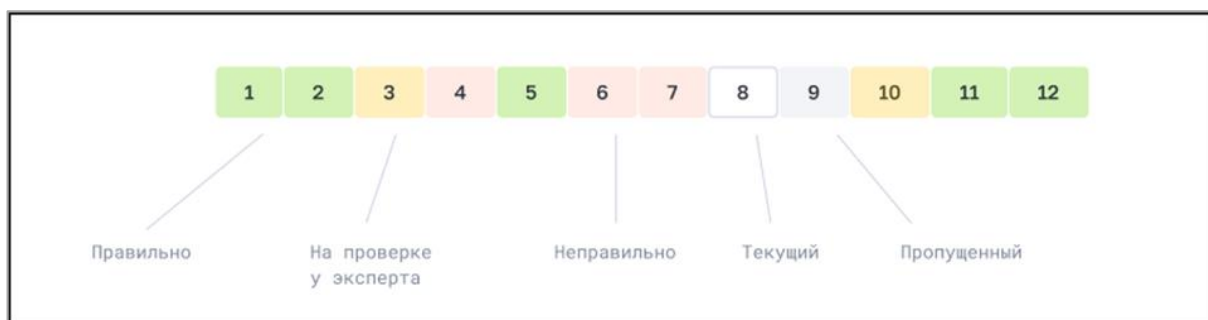 1 2 3 4 5 6 7 8 9 10 11 12
Правильно На проверке Неправильно Текущий Пропущенный
у эксперта